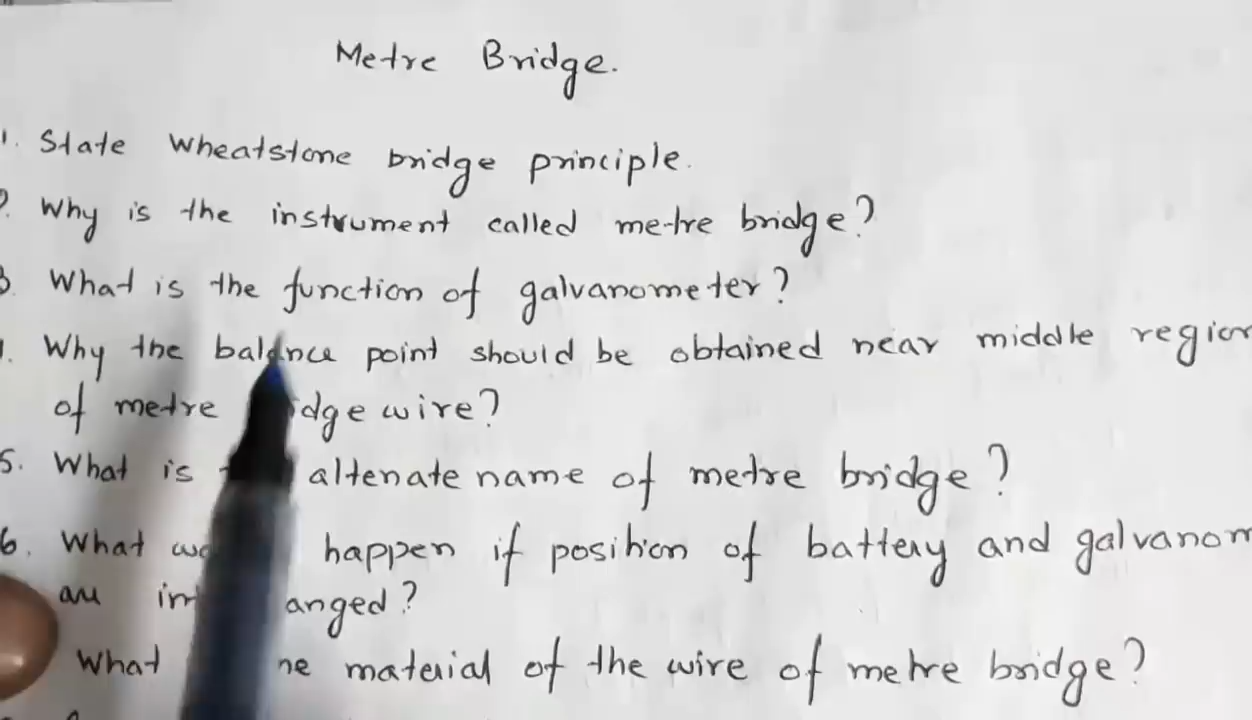 Metre Bridge.
1. State Wheatstone bridge principle.
2. Why is the instrument called metre bridge?
3. What is the function of galvanometer?
Why the balance point should be obtained near middle region
of metre idge wire?
5. What is altenate name of metre bridge?
6. What happen if position of battery and galvanom
are anged?
What material of the wire of metre bridge?